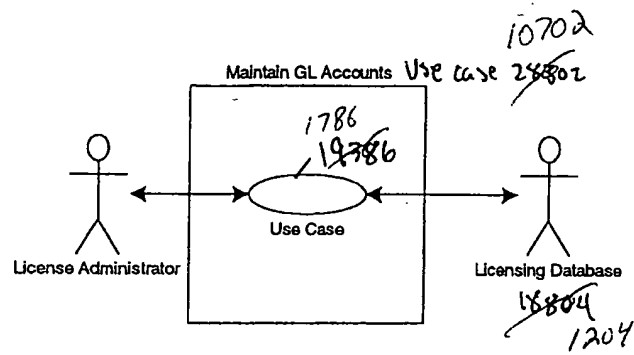 10702
Maintain GL Accounts Use case 28802
1786
19386
Use Case
License Administrator
Licensing Database
18804
1204